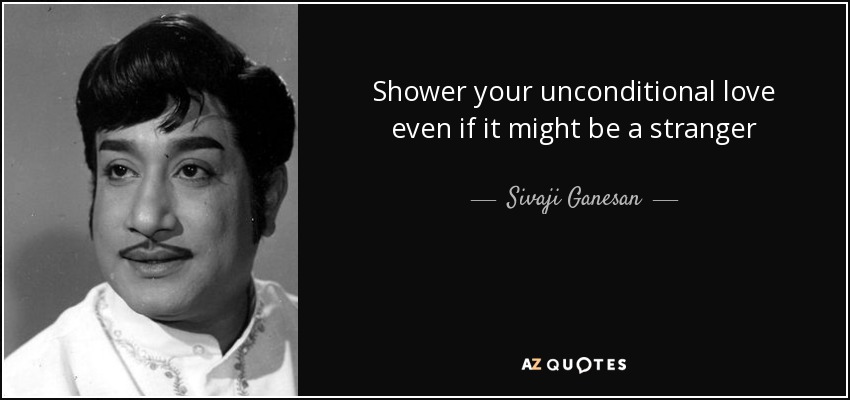 Shower your unconditional love
even if it might be a stranger
— Sivaji Ganesan —
AZ QUOTES